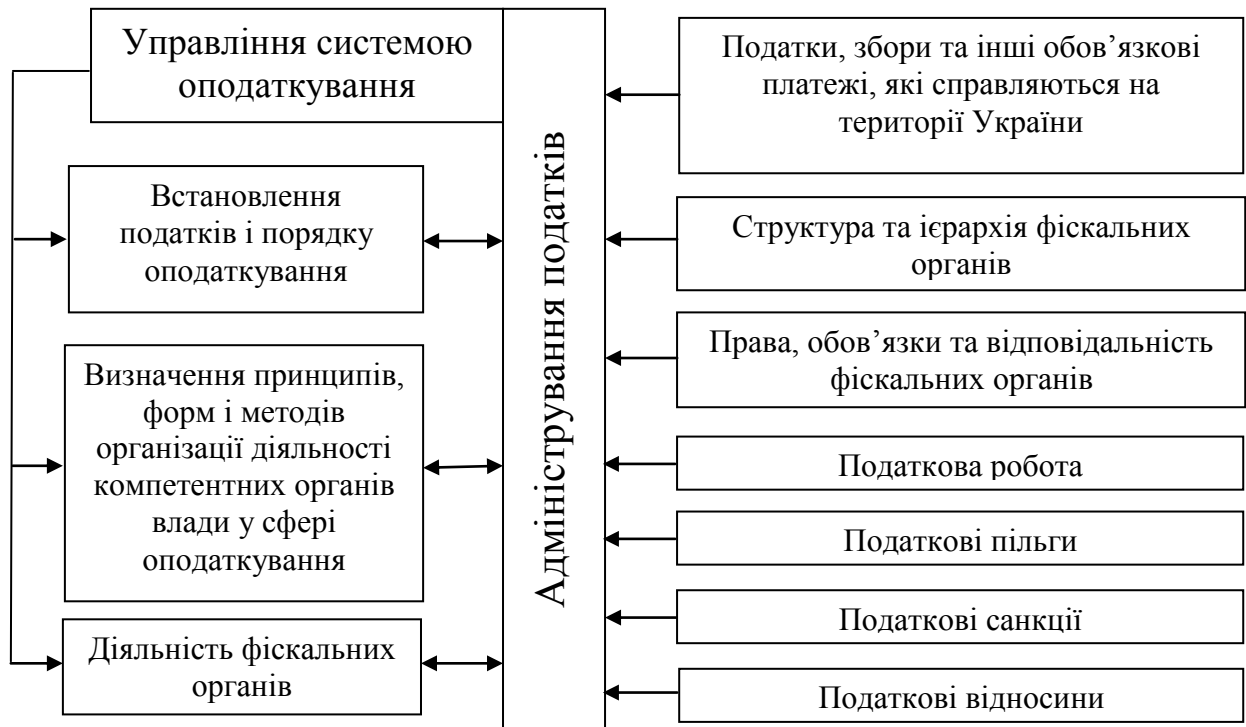 Управління системою
оподаткування
Встановлення
податків і порядку
оподаткування
Визначення принципів,
форм і методів
організації діяльності
компетентних органів
влади у сфері
оподаткування
Діяльність фіскальних
органів
Адміністрування податків
Податки, збори та інші обов’язкові
платежі, які справляються на
території України
Структура та ієрархія фіскальних
органів
Права, обов’язки та відповідальність
фіскальних органів
Податкова робота
Податкові пільги
Податкові санкції
Податкові відносини